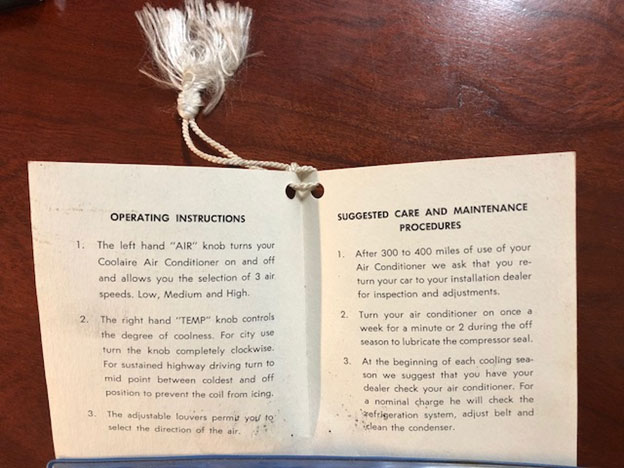 OPERATING INSTRUCTIONS
1. The left hand "AIR" knob turns your
Coolaire Air Conditioner on and off
and allows you the selection of 3 air
speeds. Low, Medium and High.
2. The right hand "TEMP" knob controls
the degree of coolness. For city use
turn the knob completely clockwise.
For sustained highway driving turn to
mid point between coldest and off
position to prevent the coil from icing.
3. The adjustable louvers permit you to
select the direction of the air.
SUGGESTED CARE AND MAINTENANCE
PROCEDURES
1. After 300 to 400 miles of use of your
Air Conditioner we ask that you re-
turn your car to your installation dealer
for inspection and adjustments.
2. Turn your air conditioner on once a
week for a minute or 2 during the off
season to lubricate the compressor seal.
3. At the beginning of each cooling sea-
son we suggest that you have your
dealer check your air conditioner. For
a nominal charge he will check the
refrigeration system, adjust belt and
clean the condenser.